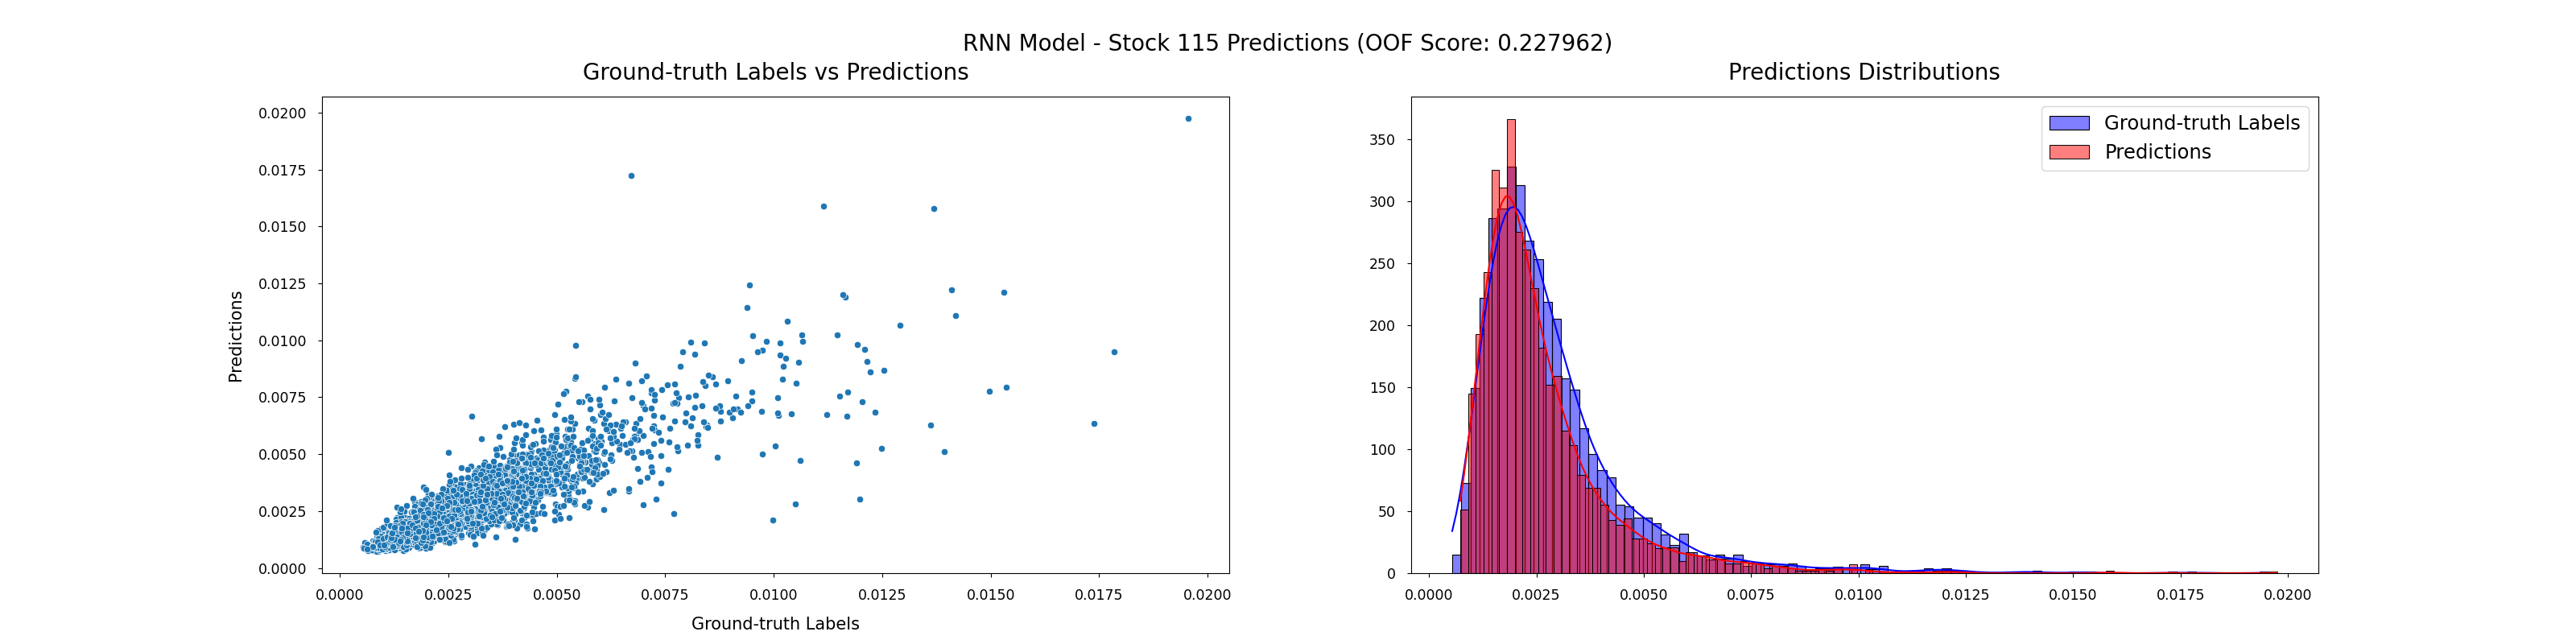 RNN Model - Stock 115 Predictions (OOF Score: 0.227962)
Ground-truth Labels vs Predictions
0.0200
0.0175
0.0150
0.0125
0.0100
0.0075
0.0050
0.0025
0.0000
Predictions
0.0000 0.0025 0.0050 0.0075 0.0100 0.0125 0.0150 0.0175 0.0200
Ground-truth Labels
Predictions Distributions
Ground-truth Labels
Predictions
350
300
250
200
150
100
50
0
0.0000 0.0025 0.0050 0.0075 0.0100 0.0125 0.0150 0.0175 0.0200